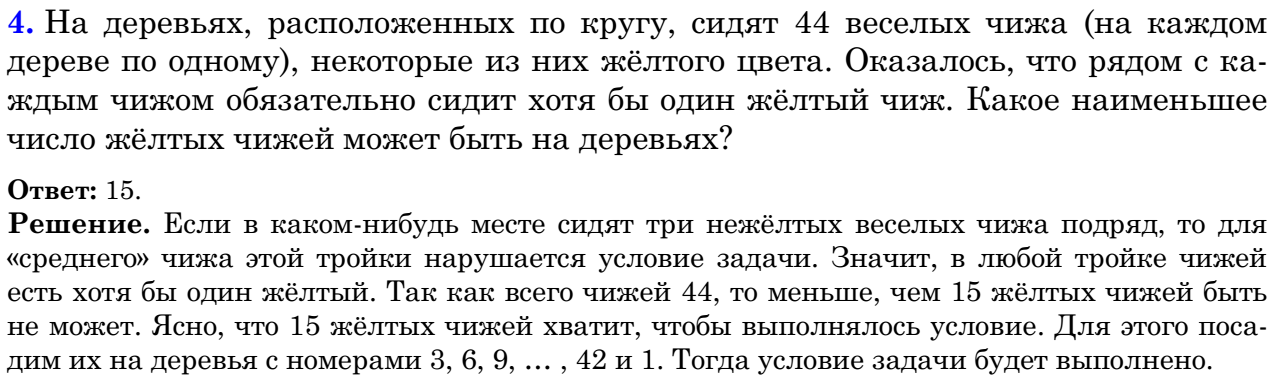 4. На деревьях, расположенных по кругу, сидят 44 веселых чижа (на каждом
дереве по одному), некоторые из них жёлтого цвета. Оказалось, что рядом с ка-
ждым чижом обязательно сидит хотя бы один жёлтый чиж. Какое наименьшее
число жёлтых чижей может быть на деревьях?
Ответ: 15.
Решение. Если в каком-нибудь месте сидят три нежёлтых веселых чижа подряд, то для
«среднего» чижа этой тройки нарушается условие задачи. Значит, в любой тройке чижей
есть хотя бы один жёлтый. Так как всего чижей 44, то меньше, чем 15 жёлтых чижей быть
не может. Ясно, что 15 жёлтых чижей хватит, чтобы выполнялось условие. Для этого поса-
дим их на деревья с номерами 3, 6, 9, … , 42 и 1. Тогда условие задачи будет выполнено.